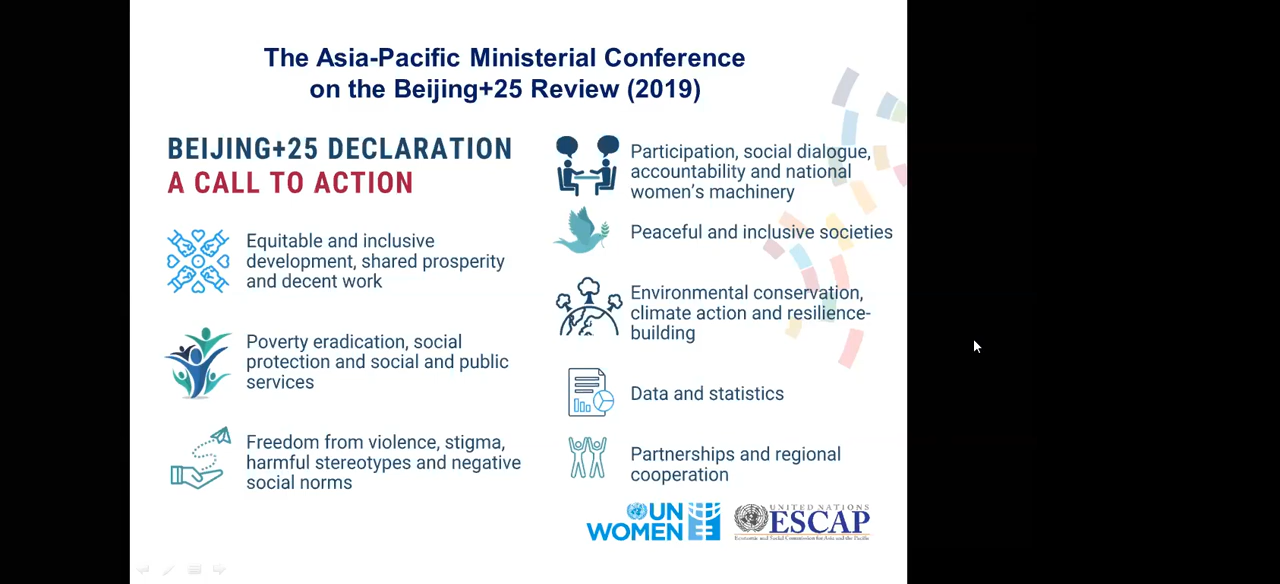 The Asia-Pacific Ministerial Conference
on the Beijing+25 Review (2019)
BEIJING+25 DECLARATION
A CALL TO ACTION
Equitable and inclusive
development, shared prosperity
and decent work
Poverty eradication, social
protection and social and public
services
Freedom from violence, stigma,
harmful stereotypes and negative
social norms
Participation, social dialogue,
accountability and national
women's machinery
Peaceful and inclusive societies
Environmental conservation,
climate action and resilience-
building
Data and statistics
Partnerships and regional
cooperation
UN
WOMEN
UNITED NATIONS
ESCAP
Economic and Social Commission for Asia and the Pacific